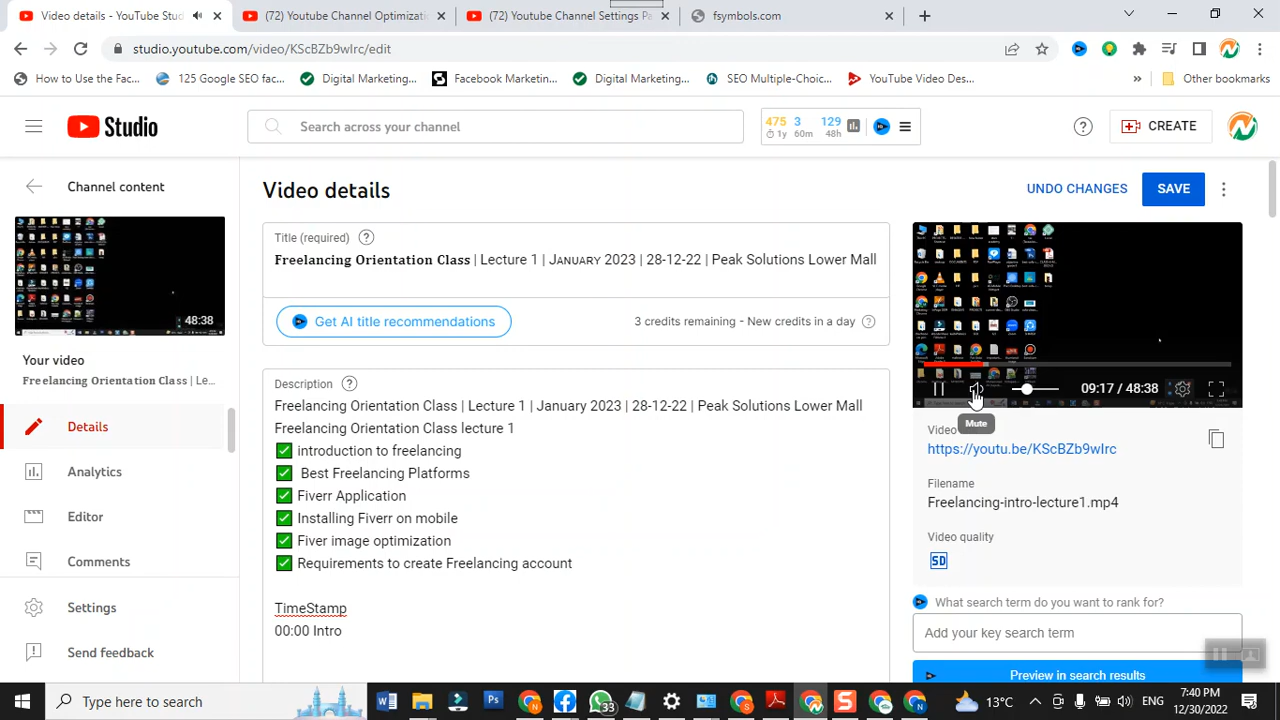 Video details - YouTube Stud
(72) Youtube Channel Optimizati
(72) Youtube Channel Settings Pa
fsymbols.com
studio.youtube.com/video/KScBZb9wIrc/edit
How to Use the Fac...
125 Google SEO fac...
Digital Marketing...
Facebook Marketin...
Digital Marketing...
SEO Multiple-Choic...
YouTube Video Des...
»
Other bookmarks
Studio
Search across your channel
475 3 129
1y 60m 48h
CREATE
Channel content
Video details
UNDO CHANGES
SAVE
48:38
Title (required)
Freelancing Orientation Class | Lecture 1 | January 2023 | 28-12-22 | Peak Solutions Lower Mall
Get AI title recommendations
3 credits remaining - New credits in a day
Your video
Freelancing Orientation Class | Le...
Details
Analytics
Editor
Comments
Settings
Send feedback
escription
Freelancing Orientation Class | Lecture 1 | January 2023 | 28-12-22 | Peak Solutions Lower Mall
Freelancing Orientation Class lecture 1
✅ introduction to freelancing
✅ Best Freelancing Platforms
✅ Fiverr Application
✅ Installing Fiverr on mobile
✅ Fiver image optimization
✅ Requirements to create Freelancing account
TimeStamp
00:00 Intro
09:17 / 48:38
Mute
Video
https://youtu.be/KScBZb9wIrc
Filename
Freelancing-intro-lecture1.mp4
Video quality
SD
What search term do you want to rank for?
Add your key search term
Preview in search results
Type here to search
33
13°C
ENG
7:40 PM
12/30/2022